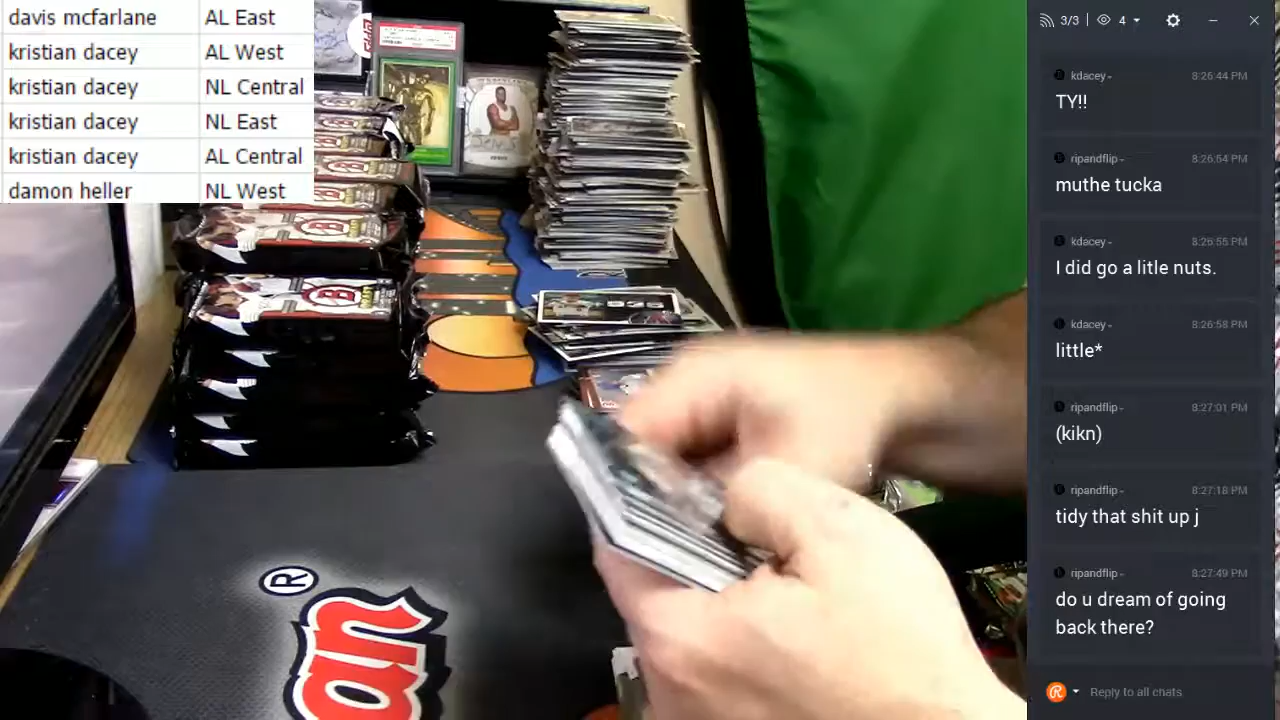 davis mcfarlane AL East
kristian dacey AL West
kristian dacey NL Central
kristian dacey NL East
kristian dacey AL Central
damon heller NL West
3/3 4
kdacey 8:26:44 PM
TY!!
ripandflip 8:26:54 PM
muthe tucka
kdacey 8:26:55 PM
I did go a litle nuts.
kdacey 8:26:58 PM
little*
ripandflip 8:27:01 PM
(kikn)
ripandflip 8:27:18 PM
tidy that shit up j
ripandflip 8:27:49 PM
do u dream of going
back there?
Reply to all chats
an ®